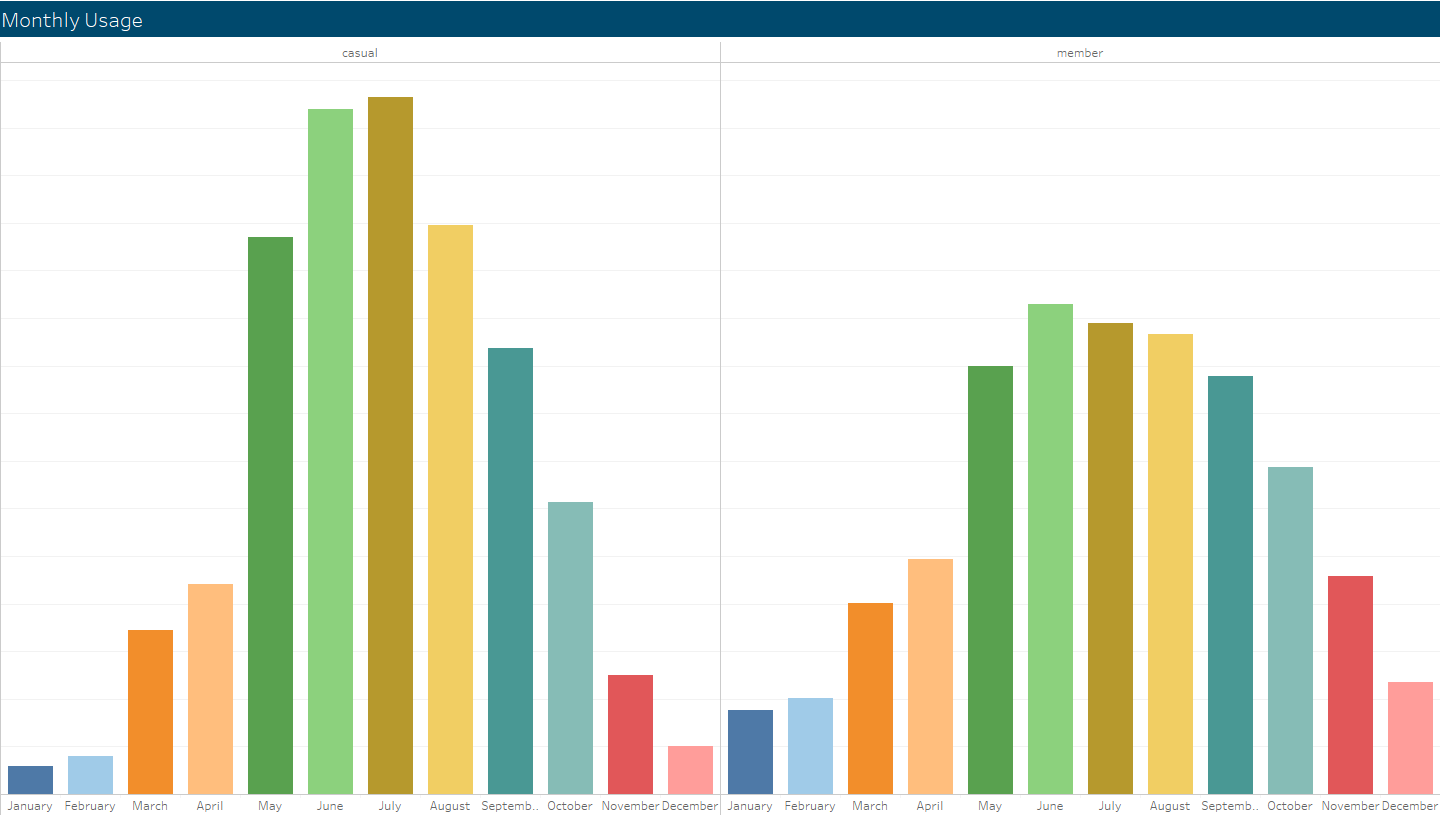 Monthly Usage
casual member
January February March April May June July August Septemb.. October November December January February March April May June July August Septemb.. October November December